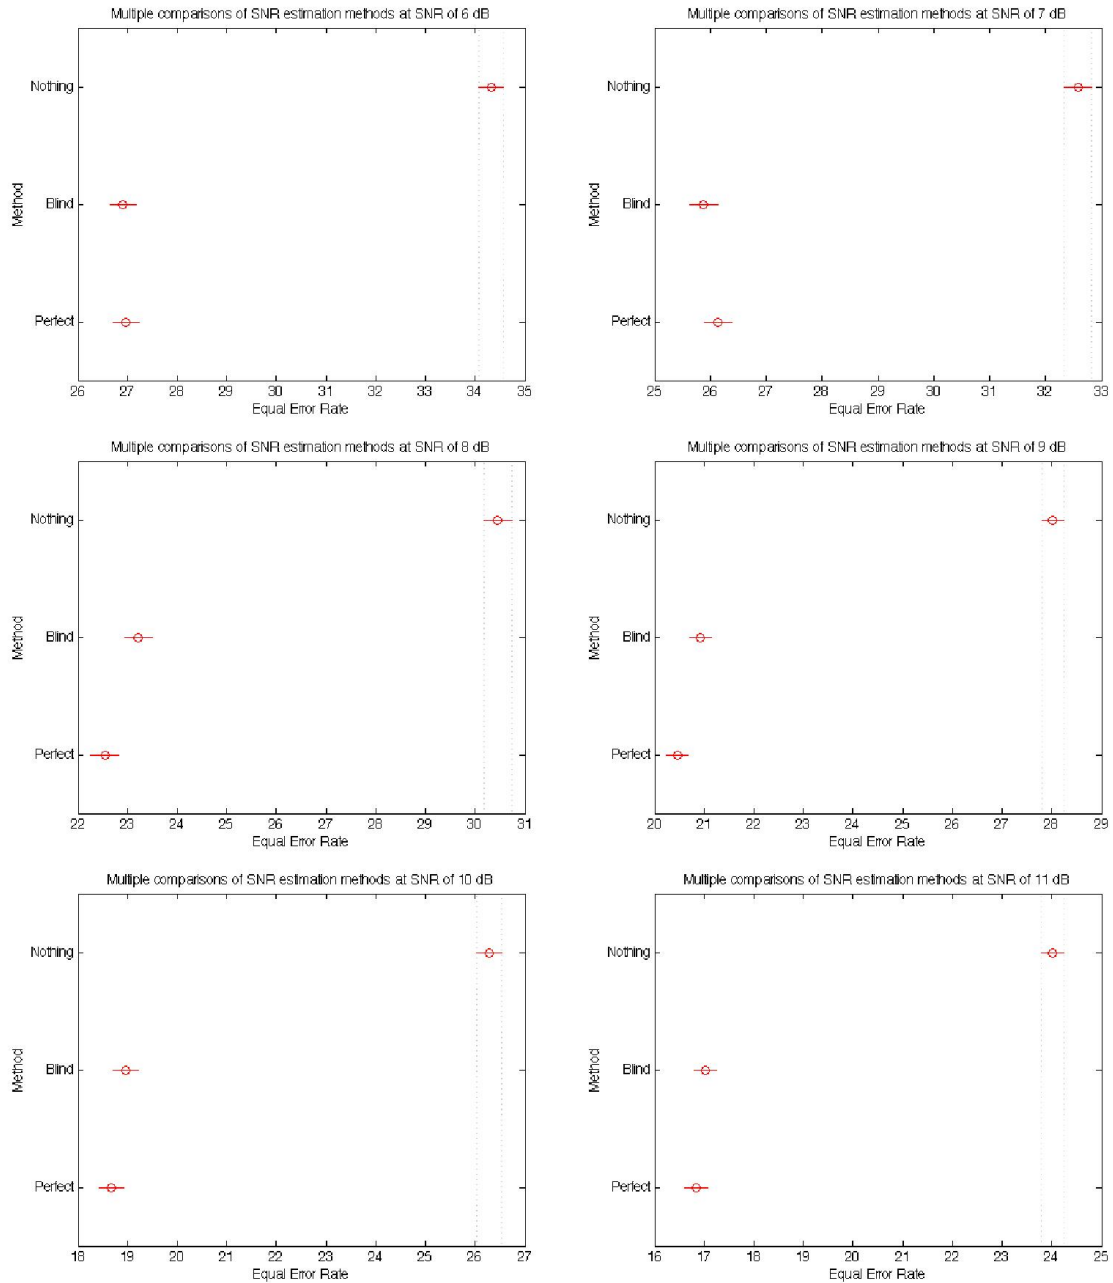 Multiple comparisons of SNR estimation methods at SNR of 6 dB
Nothing
Blind
Perfect
Method
26 27 28 29 30 31 32 33 34 35
Equal Error Rate
Multiple comparisons of SNR estimation methods at SNR of 7 dB
Nothing
Blind
Perfect
Method
25 26 27 28 29 30 31 32 33
Equal Error Rate
Multiple comparisons of SNR estimation methods at SNR of 8 dB
Nothing
Blind
Perfect
Method
22 23 24 25 26 27 28 29 30 31
Equal Error Rate
Multiple comparisons of SNR estimation methods at SNR of 9 dB
Nothing
Blind
Perfect
Method
20 21 22 23 24 25 26 27 28 29
Equal Error Rate
Multiple comparisons of SNR estimation methods at SNR of 10 dB
Nothing
Blind
Perfect
Method
18 19 20 21 22 23 24 25 26 27
Equal Error Rate
Multiple comparisons of SNR estimation methods at SNR of 11 dB
Nothing
Blind
Perfect
Method
16 17 18 19 20 21 22 23 24 25
Equal Error Rate